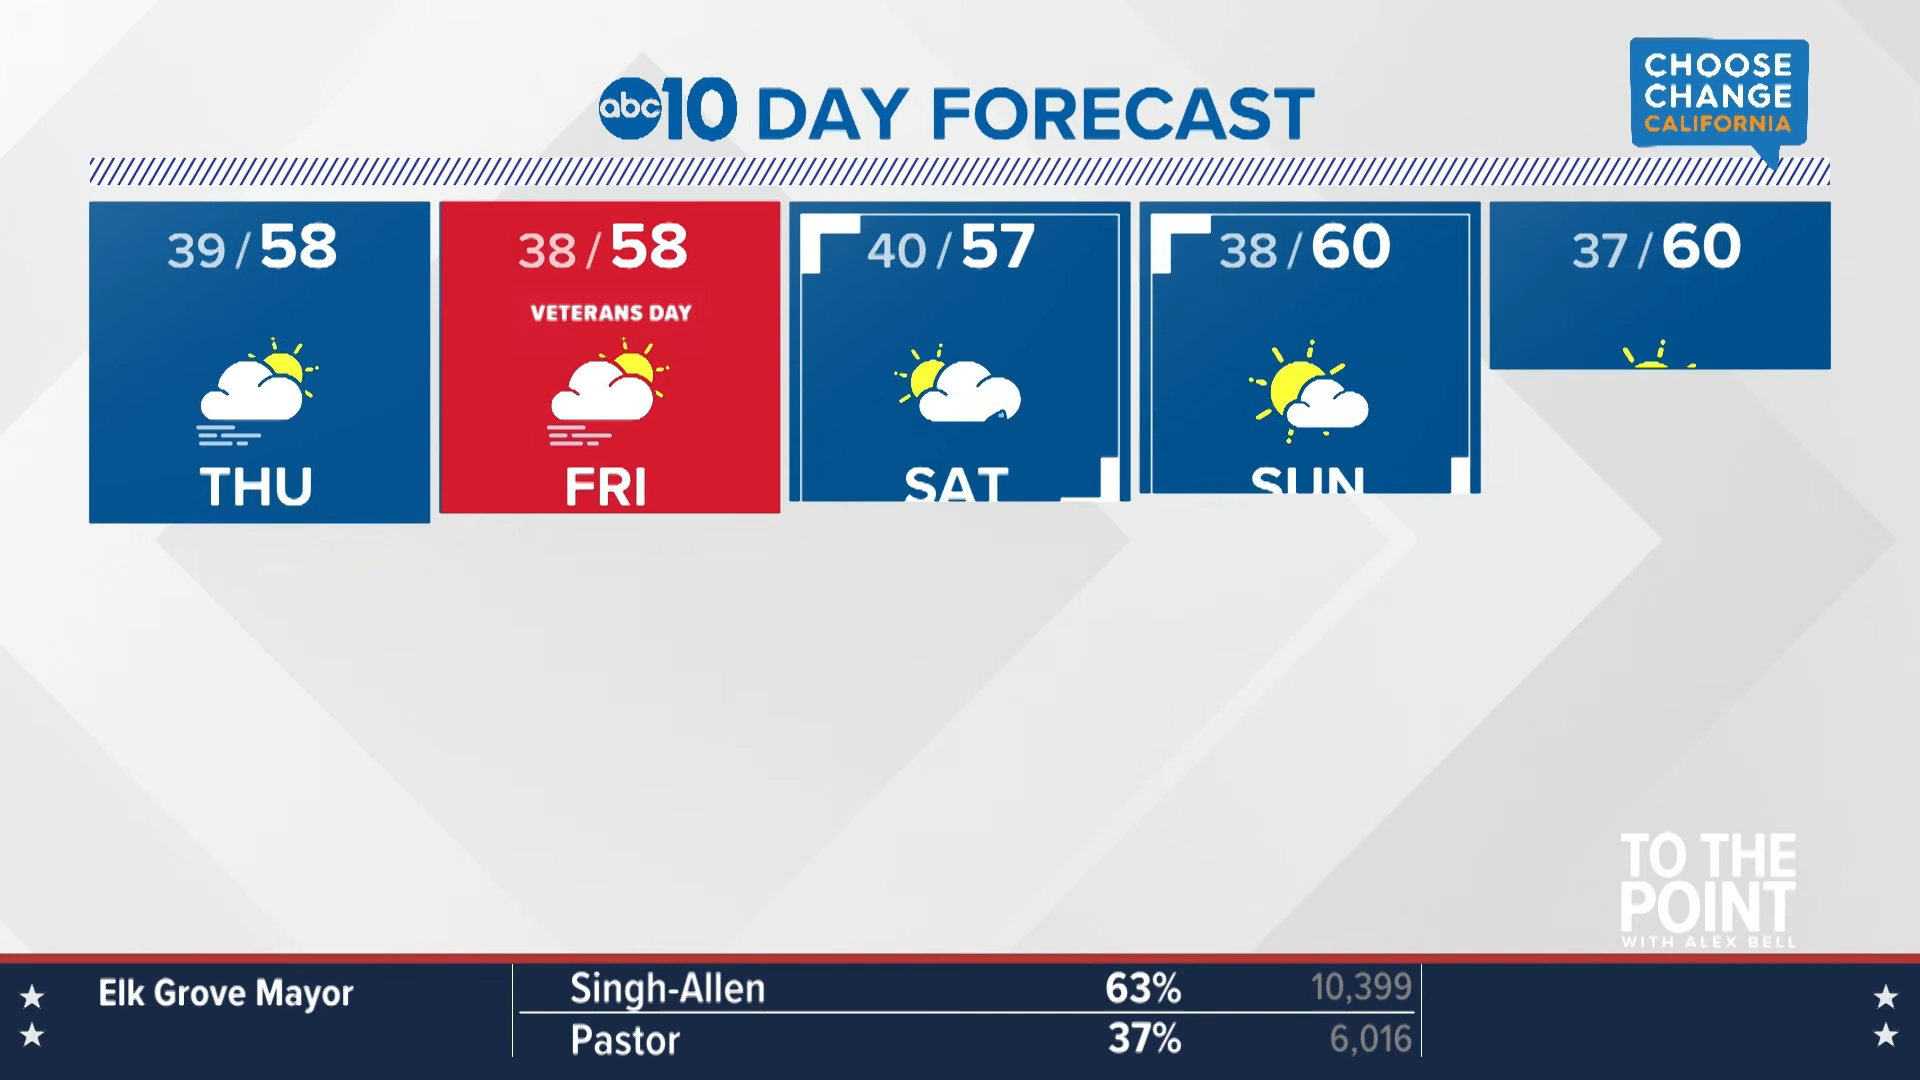 abc10 DAY FORECAST
CHOOSE
CHANGE
CALIFORNIA
39/58
38/58
40/57
38/60
37/60
VETERANS DAY
THU
FRI
SAT
SUN
TO THE
POINT
WITH ALEX BELL
Elk Grove Mayor
Singh-Allen 63% 10,399
Pastor 37% 6,016